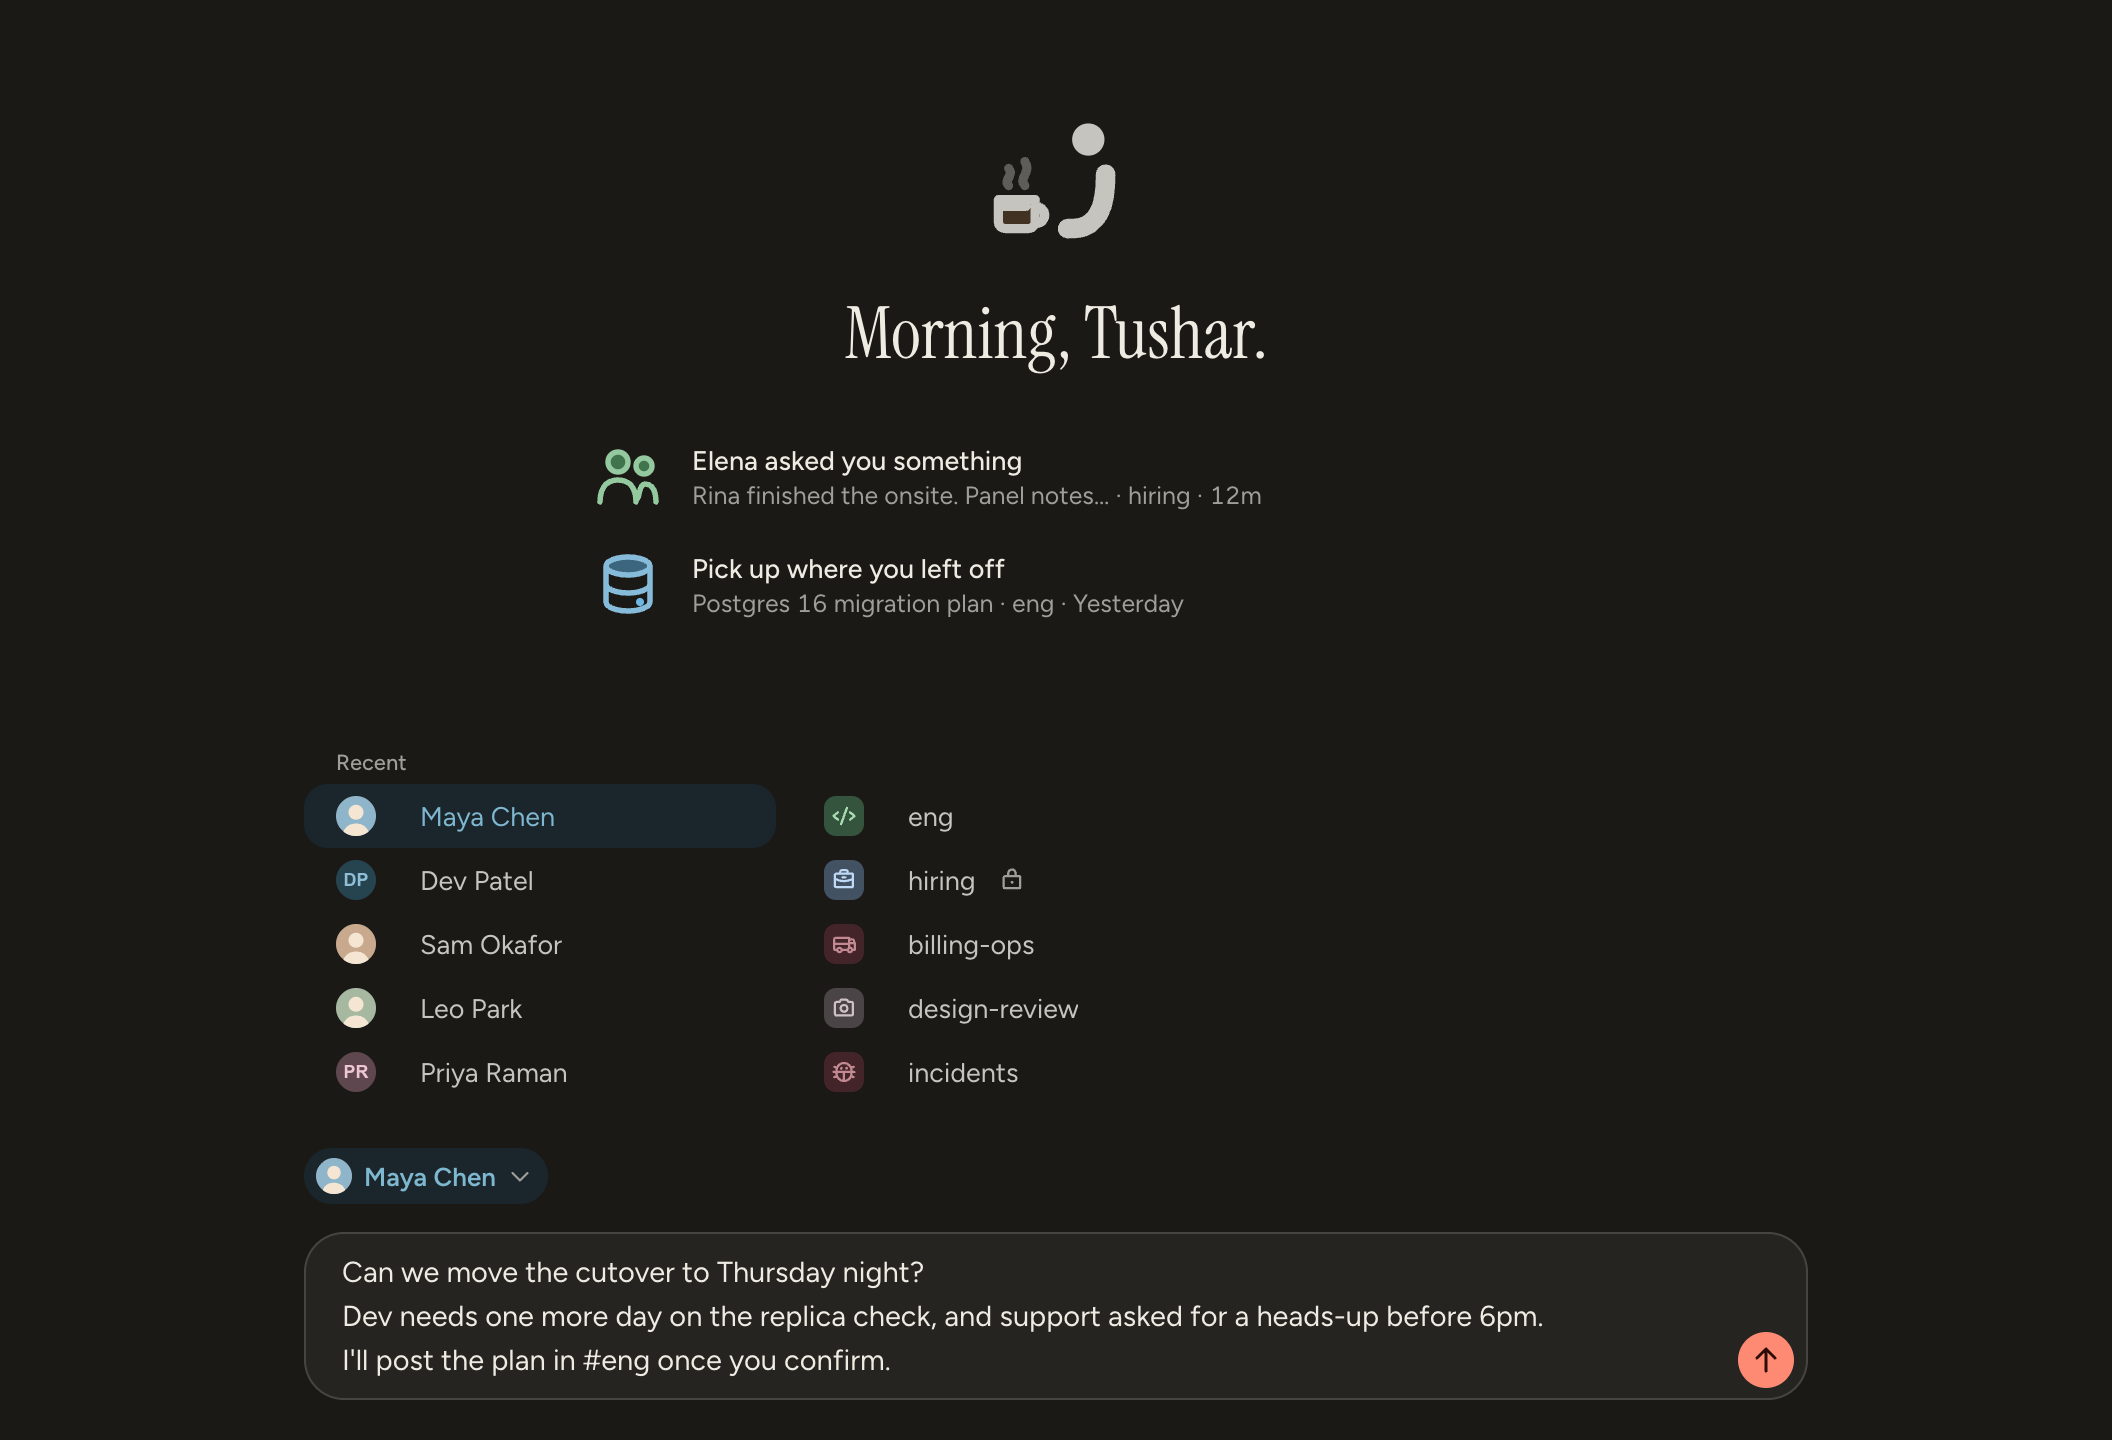 Morning, Tushar.
Elena asked you something
Rina finished the onsite. Panel notes... · hiring · 12m
Pick up where you left off
Postgres 16 migration plan · eng · Yesterday
Recent
Maya Chen
eng
DP Dev Patel
hiring
Sam Okafor
billing-ops
Leo Park
design-review
PR Priya Raman
incidents
Maya Chen
Can we move the cutover to Thursday night?
Dev needs one more day on the replica check, and support asked for a heads-up before 6pm.
I'll post the plan in #eng once you confirm.